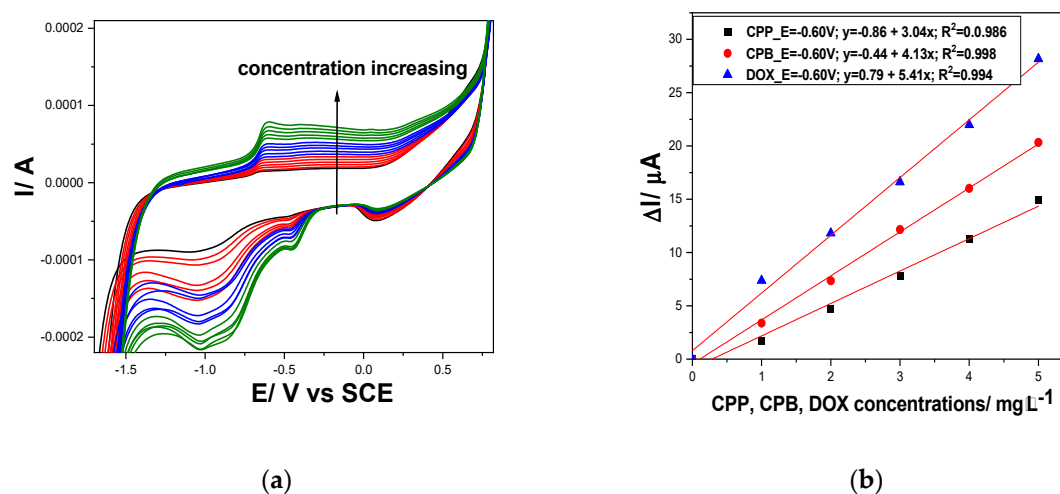 0.0002
0.0001
0.0000
-0.0001
-0.0002
I/ A
concentration increasing
-1.5 -1.0 -0.5 0.0 0.5
E/ V vs SCE
(a)
CPP_E=-0.60V; y=-0.86 + 3.04x; R²=0.0.986
CPB_E=-0.60V; y=-0.44 + 4.13x; R²=0.998
DOX_E=-0.60V; y=0.79 + 5.41x; R²=0.994
30
25
20
15
10
5
0
ΔI/ μA
0 1 2 3 4 5
CPP, CPB, DOX concentrations/ mg L⁻¹
(b)